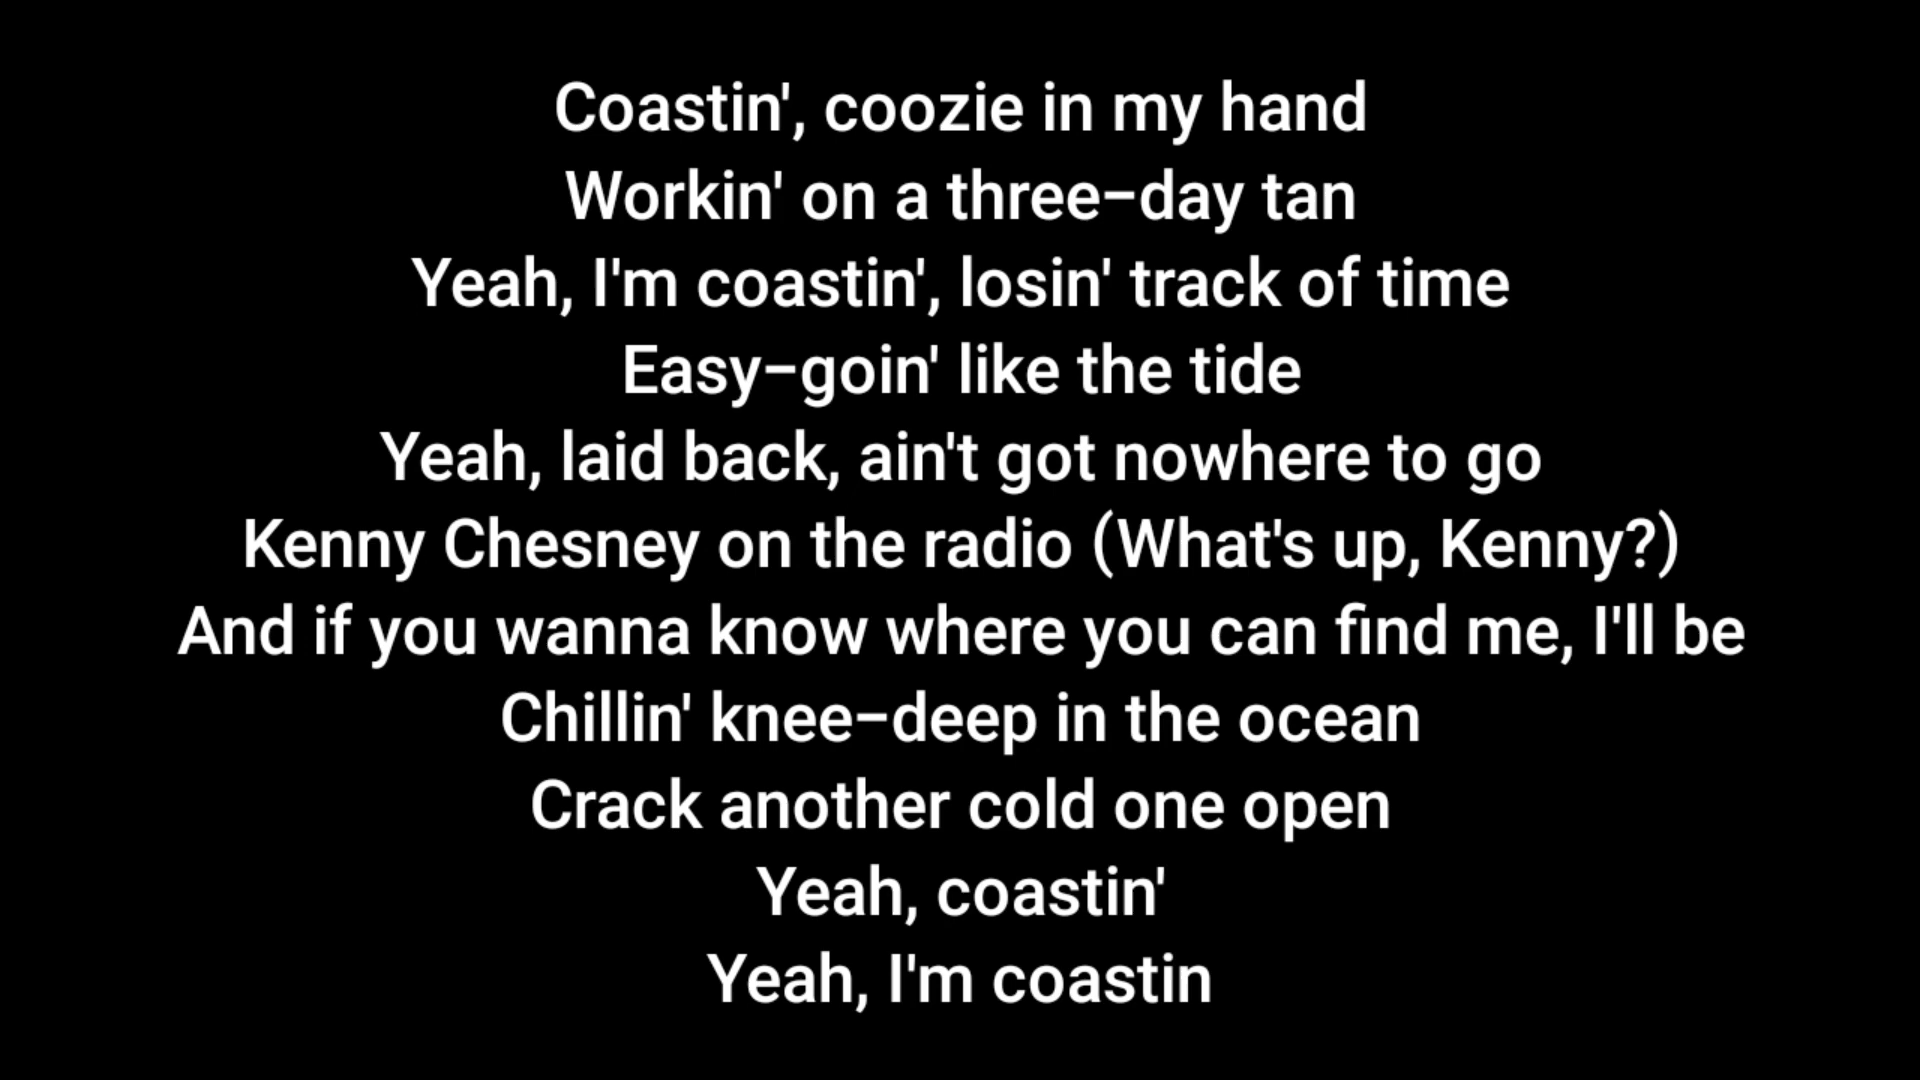 Coastin', coozie in my hand
Workin' on a three-day tan
Yeah, I'm coastin', losin' track of time
Easy-goin' like the tide
Yeah, laid back, ain't got nowhere to go
Kenny Chesney on the radio (What's up, Kenny?)
And if you wanna know where you can find me, I'll be
Chillin' knee-deep in the ocean
Crack another cold one open
Yeah, coastin'
Yeah, I'm coastin